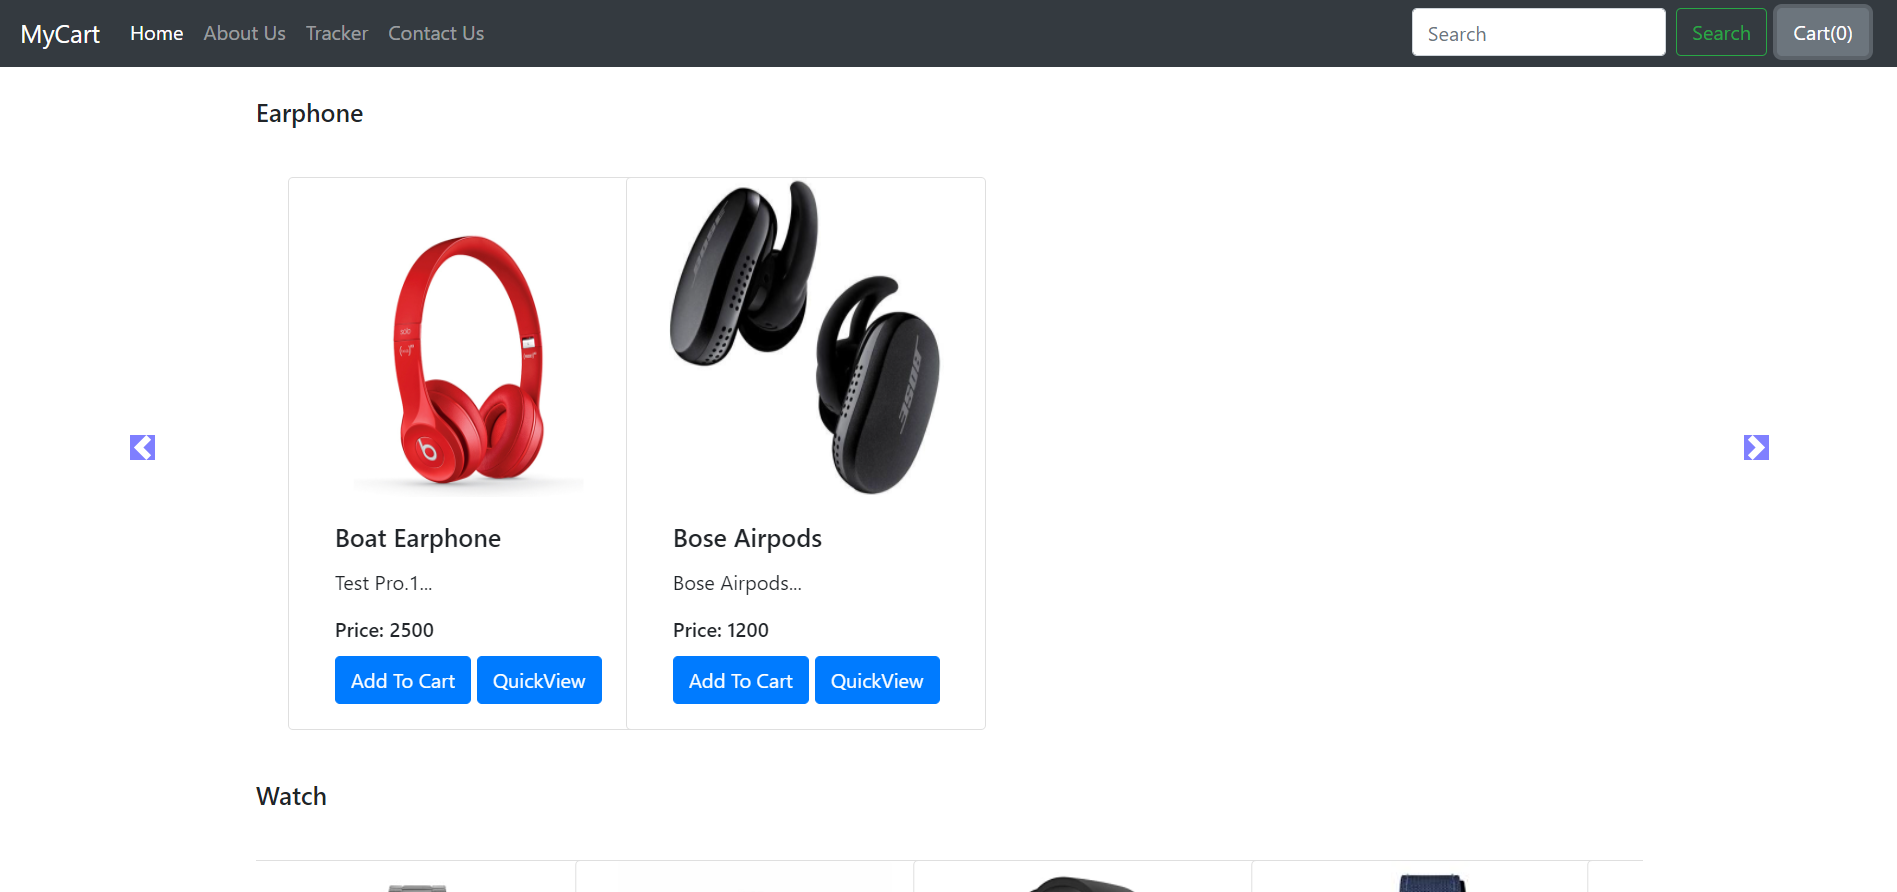 MyCart Home About Us Tracker Contact Us Search Search Cart(0)
Earphone
BOSE
BOSE
Boat Earphone
Test Pro.1...
Price: 2500
Add To Cart QuickView
Bose Airpods
Bose Airpods...
Price: 1200
Add To Cart QuickView
Watch